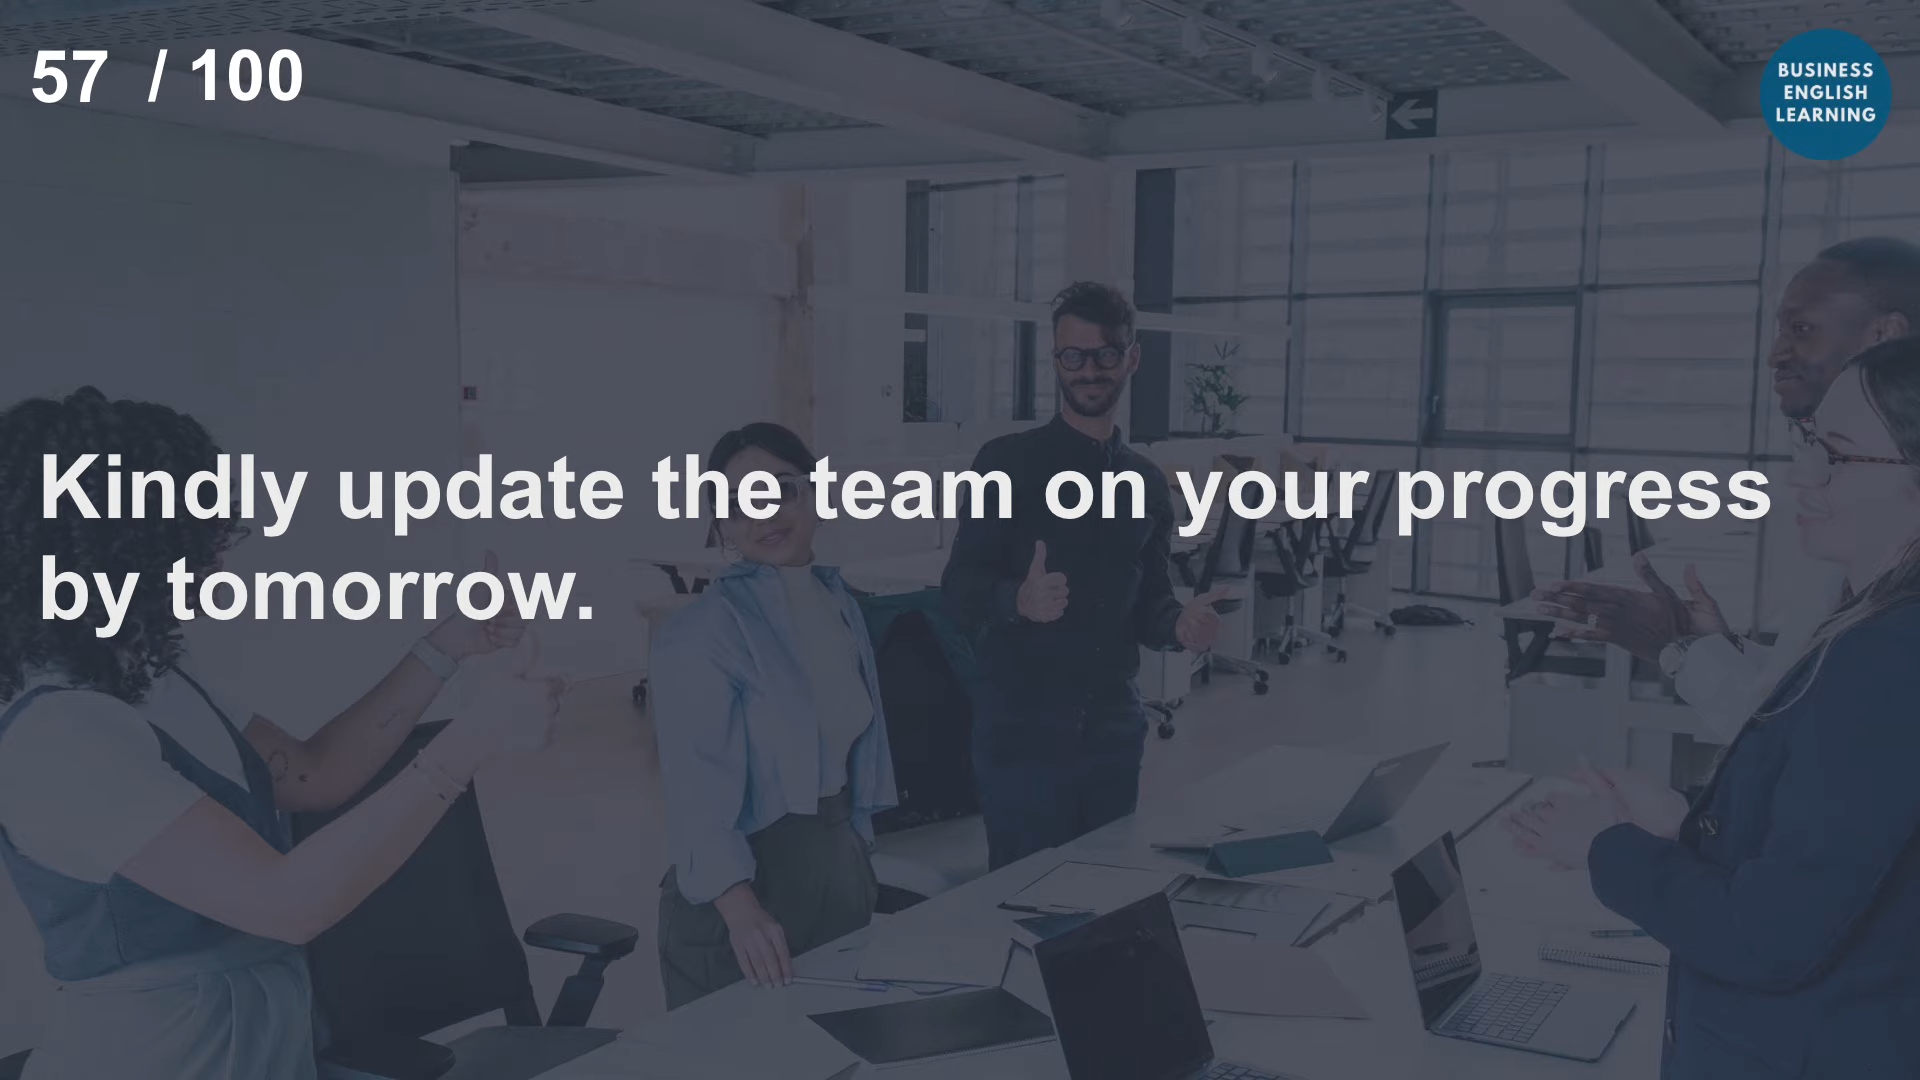 57 / 100
BUSINESS
ENGLISH
LEARNING
Kindly update the team on your progress
by tomorrow.